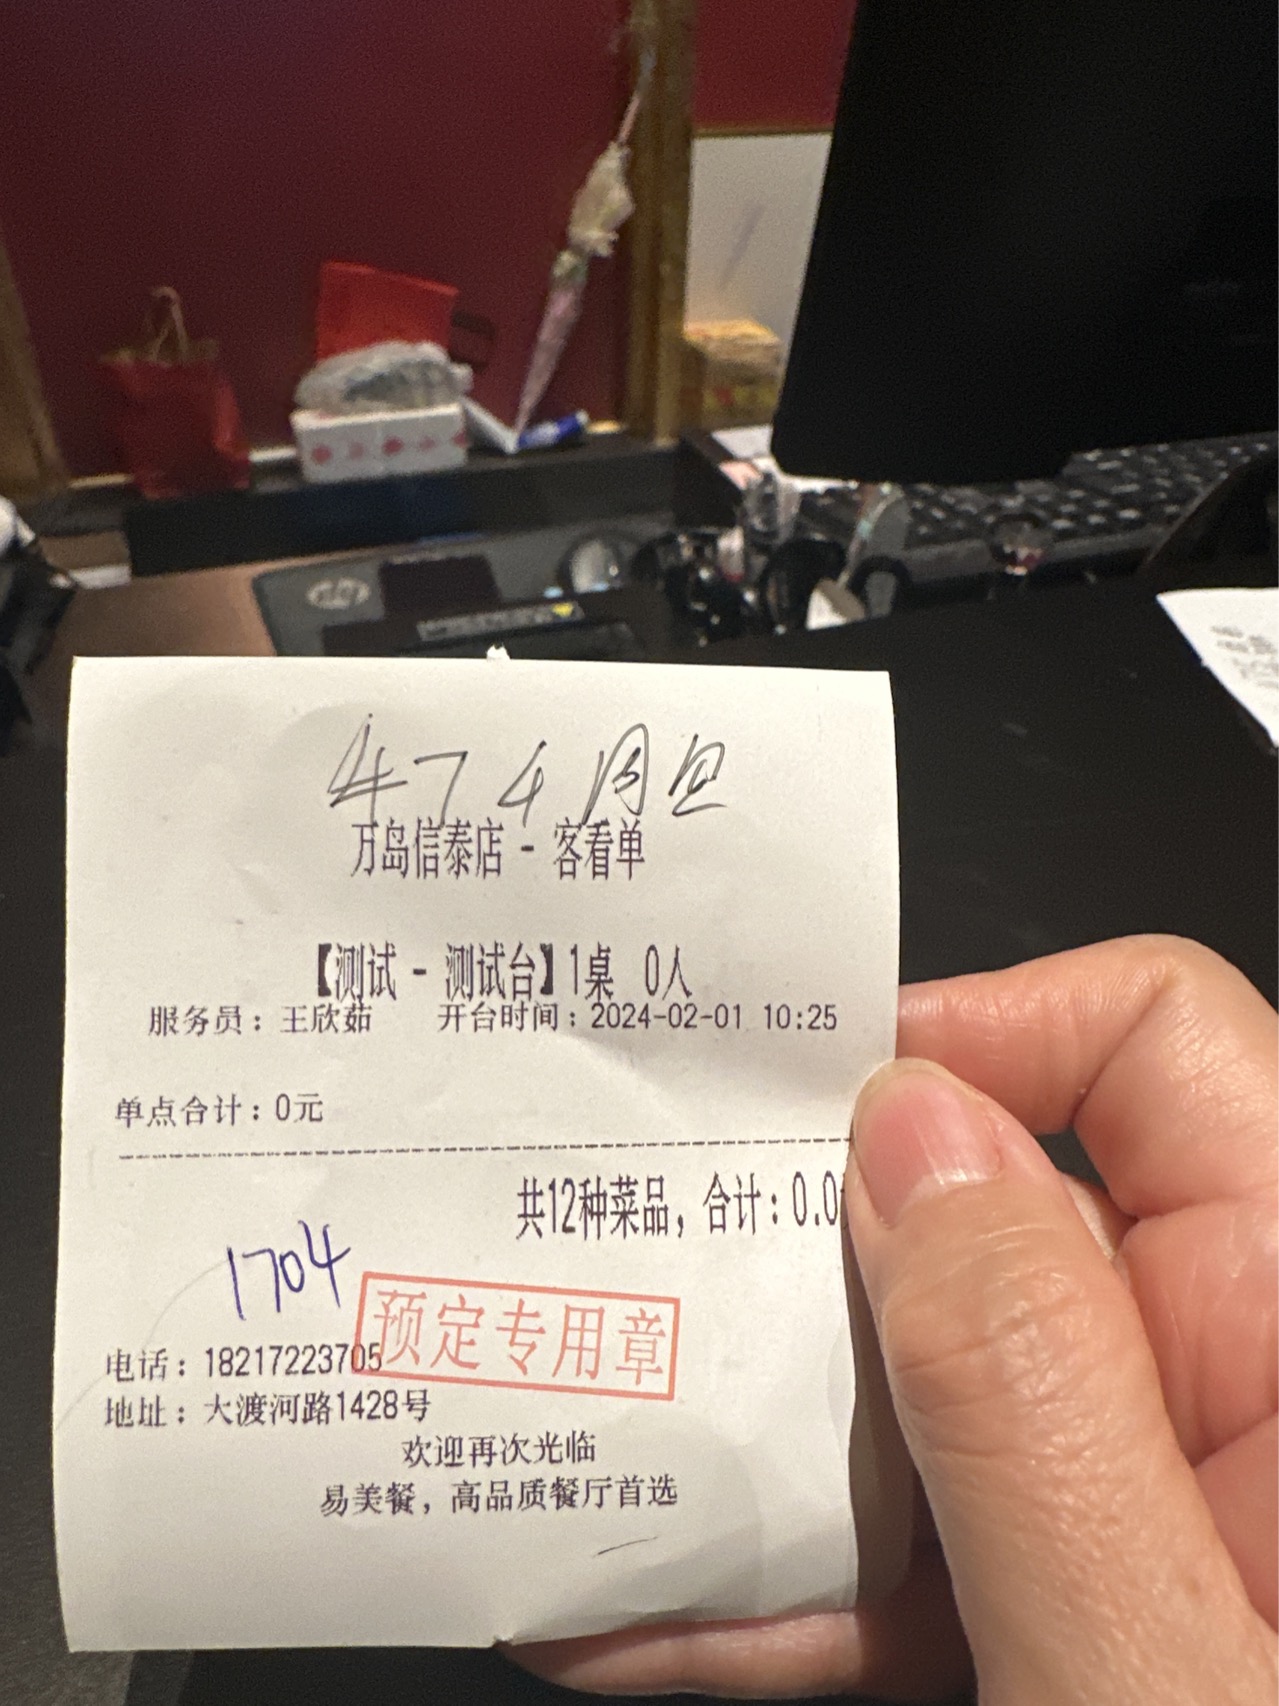 474周旦
万岛信泰店 - 客看单
【测试 - 测试台】1桌 0人
服务员：王欣茹 开台时间：2024-02-01 10:25
单点合计：0元
共12种菜品，合计：0.0
1704
预定专用章
电话：18217223705
地址：大渡河路1428号
欢迎再次光临
易美餐，高品质餐厅首选